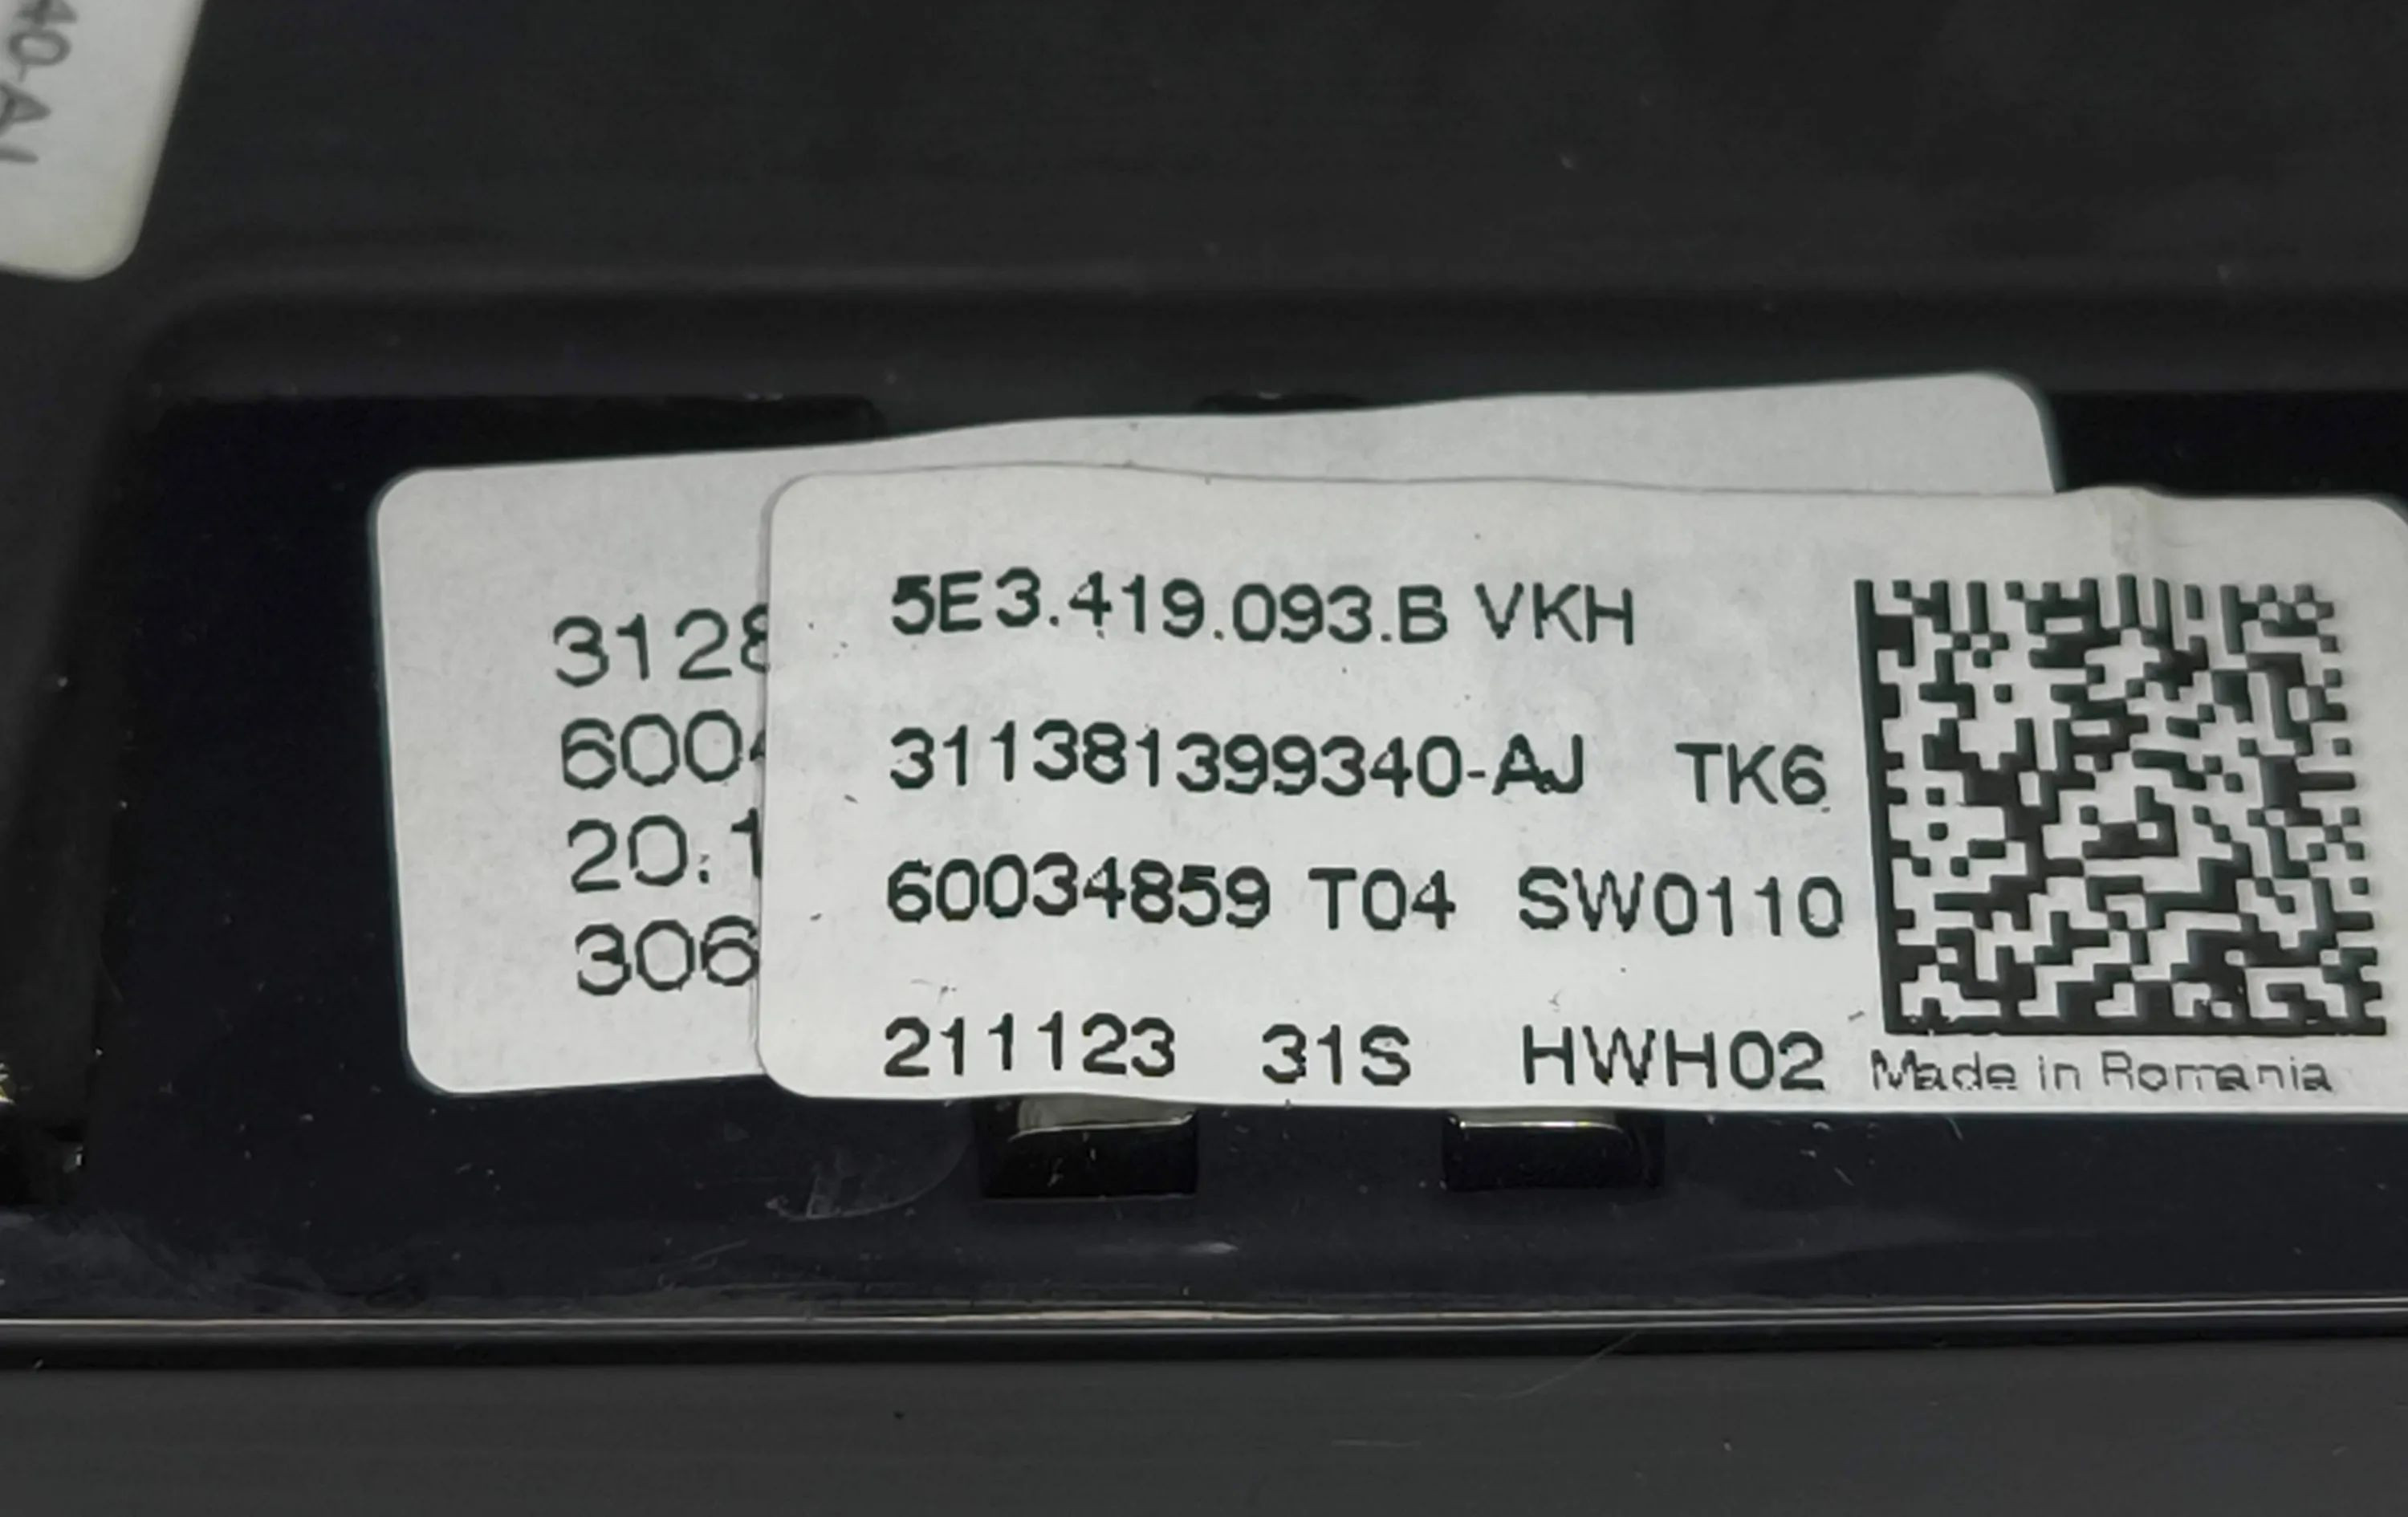 40-AJ
3128
600
20.1
306
5E3.419.093.B VKH
311381399340-AJ TK6
60034859 T04 SW0110
211123 31S HWH02
Made in Romania